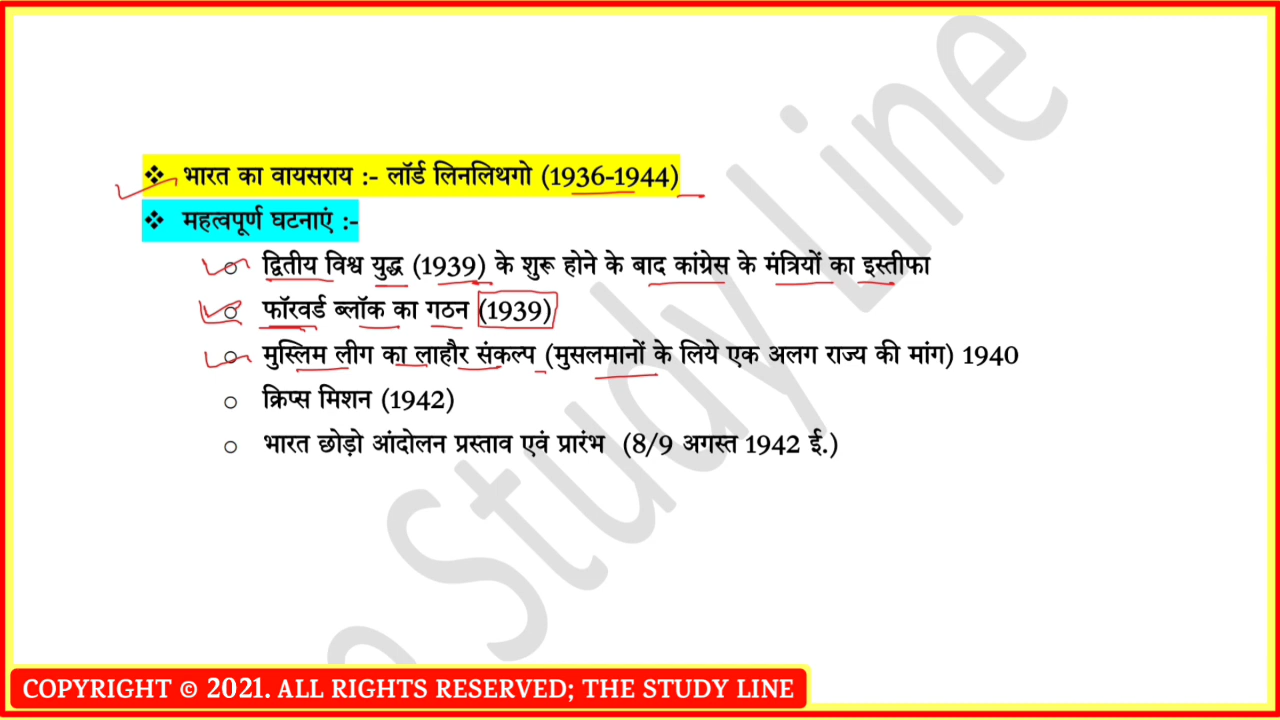 ❖ भारत का वायसराय :- लॉर्ड लिनलिथगो (1936-1944)
❖ महत्वपूर्ण घटनाएं :-
○ द्वितीय विश्व युद्ध (1939) के शुरू होने के बाद कांग्रेस के मंत्रियों का इस्तीफा
○ फॉरवर्ड ब्लॉक का गठन (1939)
○ मुस्लिम लीग का लाहौर संकल्प (मुसलमानों के लिये एक अलग राज्य की मांग) 1940
○ क्रिप्स मिशन (1942)
○ भारत छोड़ो आंदोलन प्रस्ताव एवं प्रारंभ (8/9 अगस्त 1942 ई.)
Study Line
COPYRIGHT © 2021. ALL RIGHTS RESERVED; THE STUDY LINE